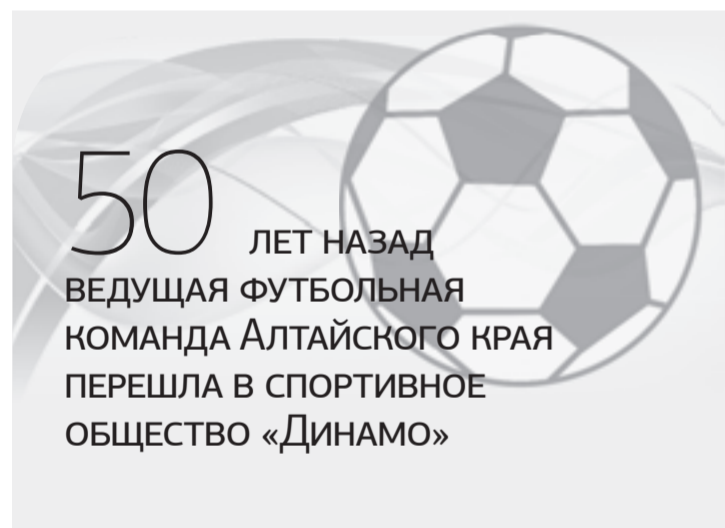 50 лет назад
ведущая футбольная
команда Алтайского края
перешла в спортивное
общество «Динамо»